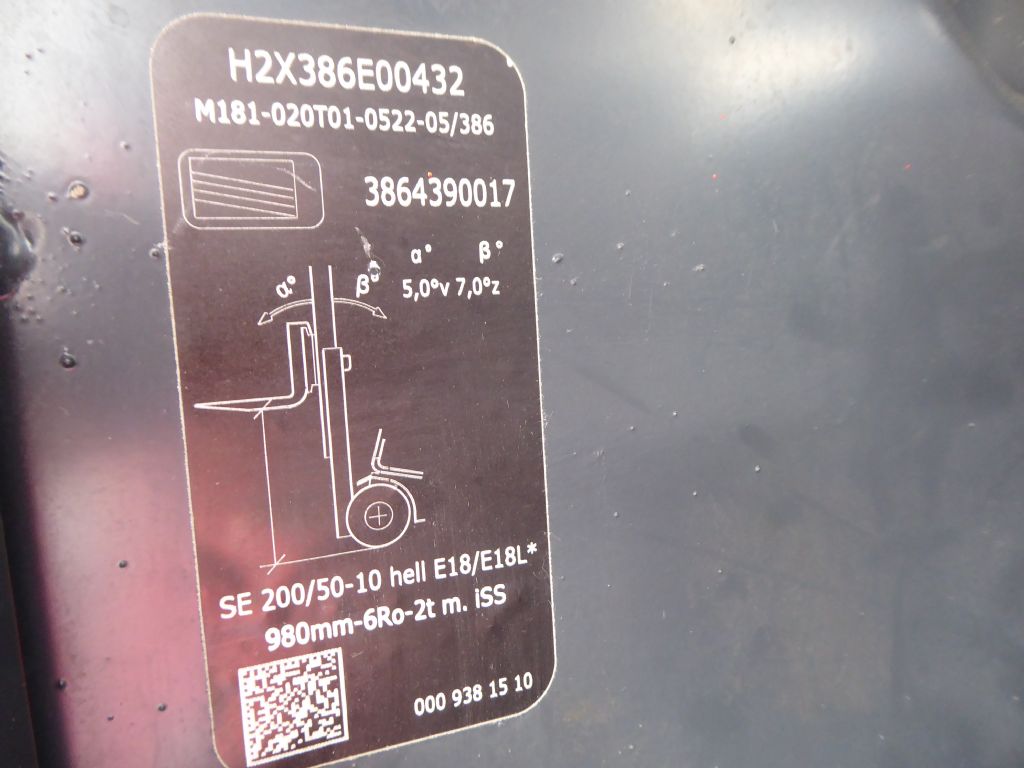 H2X386E00432
M181-020T01-0522-05/386
3864390017
α° β°
5,0°v 7,0°z
α° β°
SE 200/50-10 hell E18/E18L*
980mm-6Ro-2t m. iSS
000 938 15 10